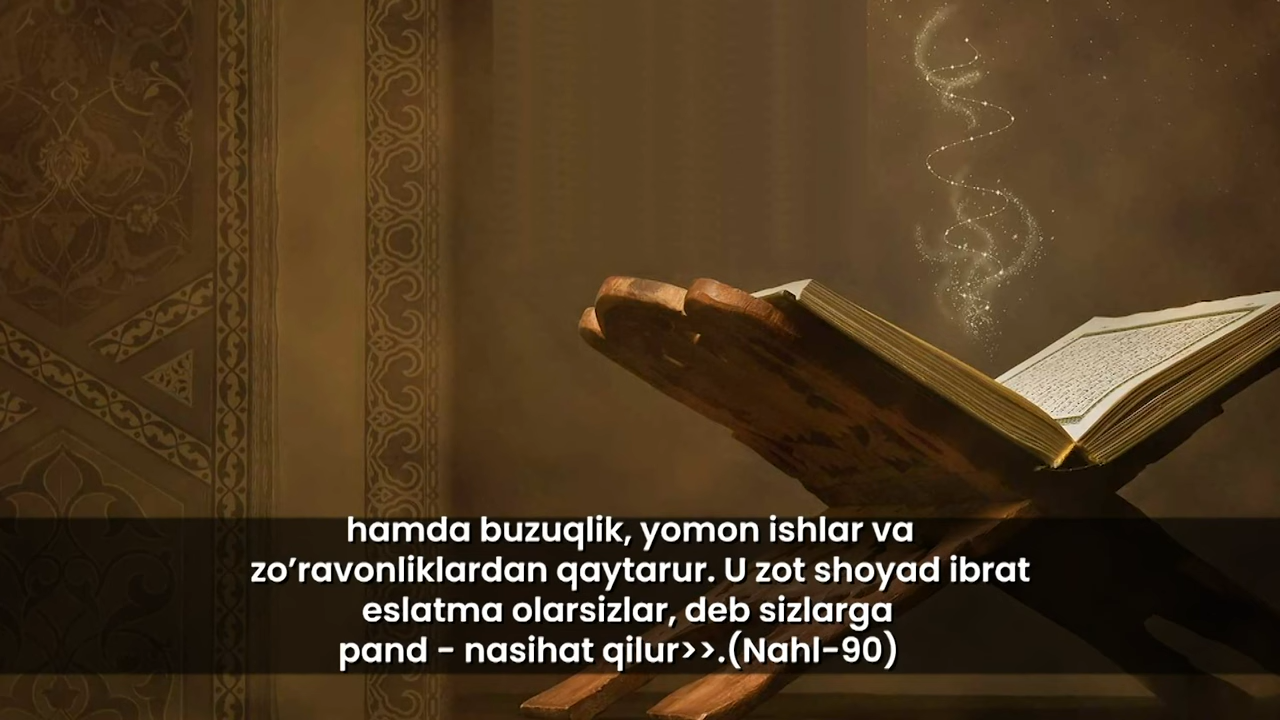 hamda buzuqlik, yomon ishlar va
zo’ravonliklardan qaytarur. U zot shoyad ibrat
eslatma olarsizlar, deb sizlarga
pand - nasihat qilur>>.(Nahl-90)